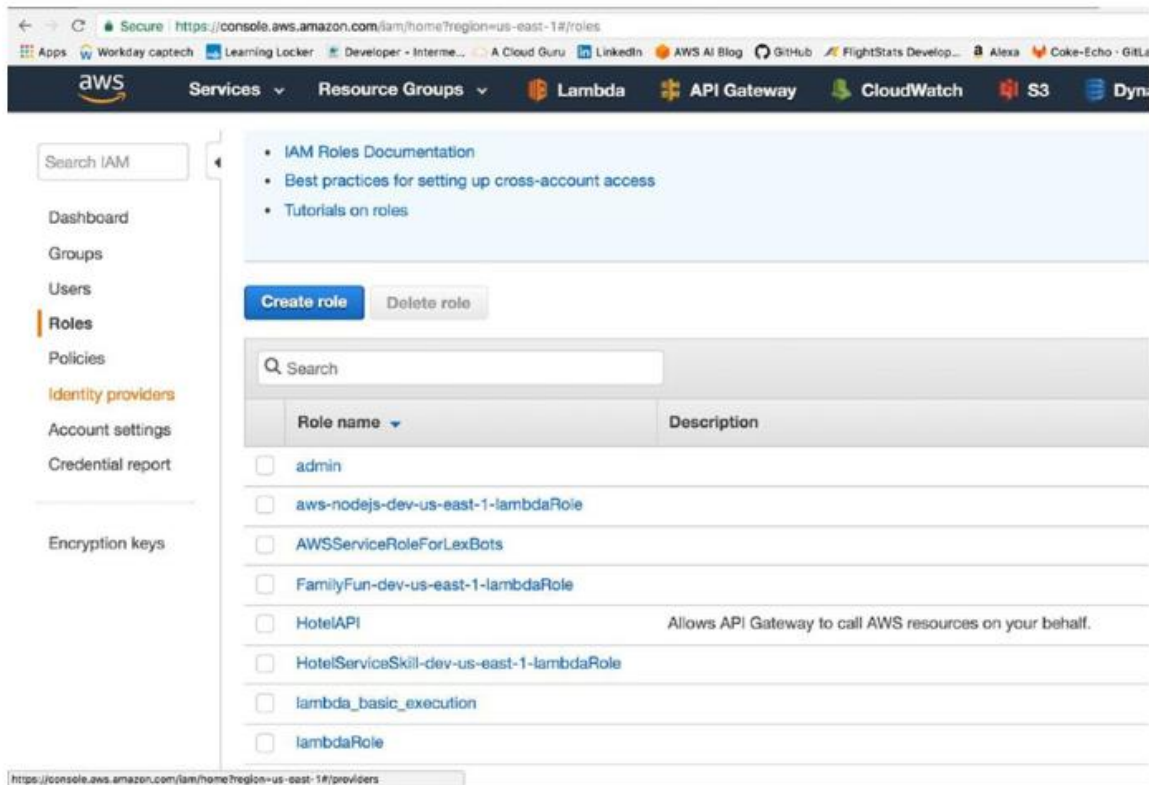 Secure https://console.aws.amazon.com/iam/home?region=us-east-1#/roles
Apps Workday captech Learning Locker Developer - Interme... A Cloud Guru LinkedIn AWS AI Blog GitHub FlightStats Develop... Alexa Coke-Echo · GitLa
aws Services Resource Groups Lambda API Gateway CloudWatch S3 Dyna
Search IAM
Dashboard
Groups
Users
Roles
Policies
Identity providers
Account settings
Credential report
Encryption keys
• IAM Roles Documentation
• Best practices for setting up cross-account access
• Tutorials on roles
Create role Delete role
Search
Role name Description
admin
aws-nodejs-dev-us-east-1-lambdaRole
AWSServiceRoleForLexBots
FamilyFun-dev-us-east-1-lambdaRole
HotelAPI Allows API Gateway to call AWS resources on your behalf.
HotelServiceSkill-dev-us-east-1-lambdaRole
lambda_basic_execution
lambdaRole
https://console.aws.amazon.com/iam/home?region=us-east-1#/providers